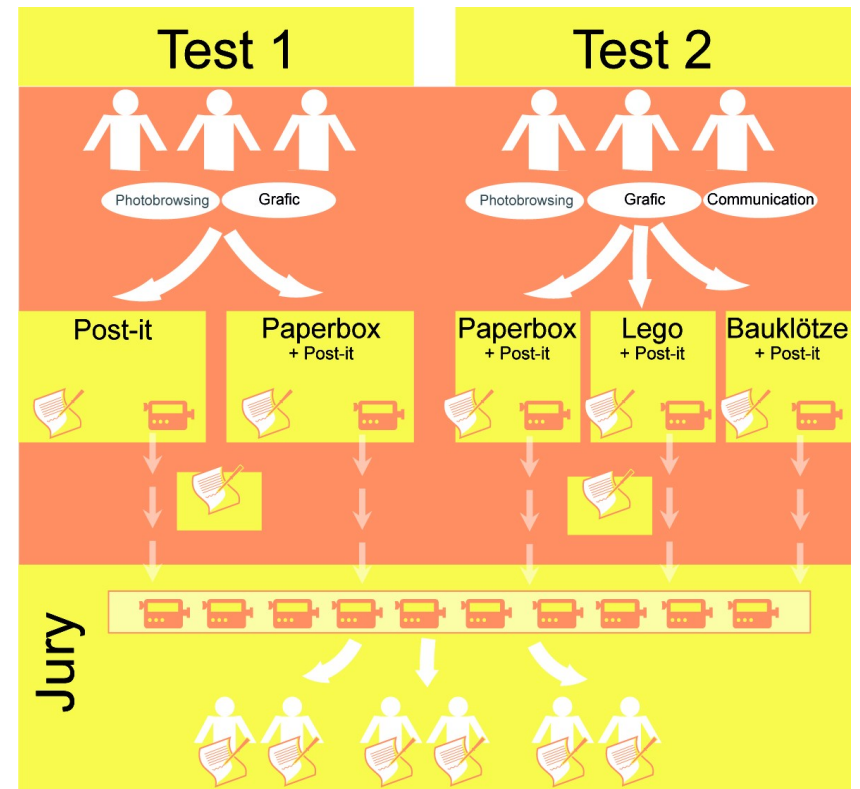 Test 1
Test 2
Photobrowsing
Grafic
Photobrowsing
Grafic
Communication
Post-it
Paperbox
+ Post-it
Paperbox
+ Post-it
Lego
+ Post-it
Bauklötze
+ Post-it
Jury